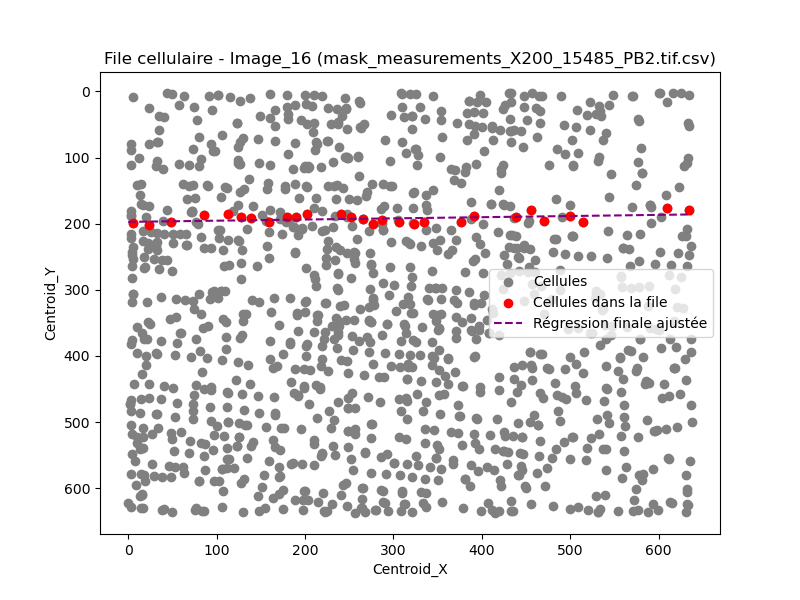 File cellulaire - Image_16 (mask_measurements_X200_15485_PB2.tif.csv)
0
100
200
300
400
500
600
Centroid_Y
Cellules
Cellules dans la file
Régression finale ajustée
0 100 200 300 400 500 600
Centroid_X